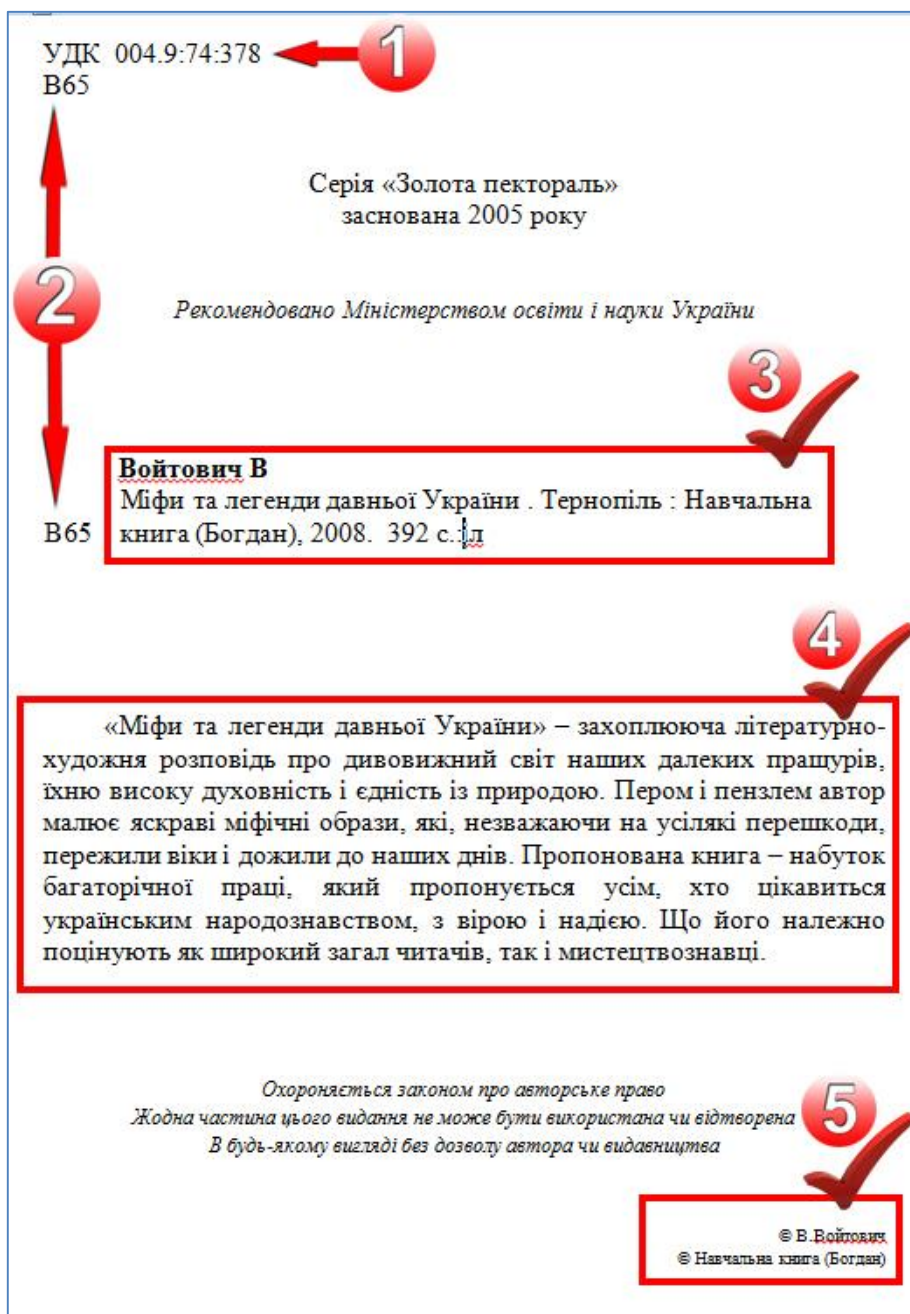 УДК 004.9:74:378
1
В65
Серія «Золота пектораль»
заснована 2005 року
2
Рекомендовано Міністерством освіти і науки України
3
Войтович В
Міфи та легенди давньої України . Тернопіль : Навчальна
В65 книга (Богдан), 2008. 392 с.:іл
4
«Міфи та легенди давньої України» – захоплююча літературно-
художня розповідь про дивовижний світ наших далеких пращурів,
їхню високу духовність і єдність із природою. Пером і пензлем автор
малює яскраві міфічні образи, які, незважаючи на усілякі перешкоди,
пережили віки і дожили до наших днів. Пропонована книга – набуток
багаторічної праці, який пропонується усім, хто цікавиться
українським народознавством, з вірою і надією. Що його належно
поцінують як широкий загал читачів, так і мистецтвознавці.
Охороняється законом про авторське право
Жодна частина цього видання не може бути використана чи відтворена
В будь-якому вигляді без дозволу автора чи видавництва
5
© В.Войтович
© Навчальна книга (Богдан)